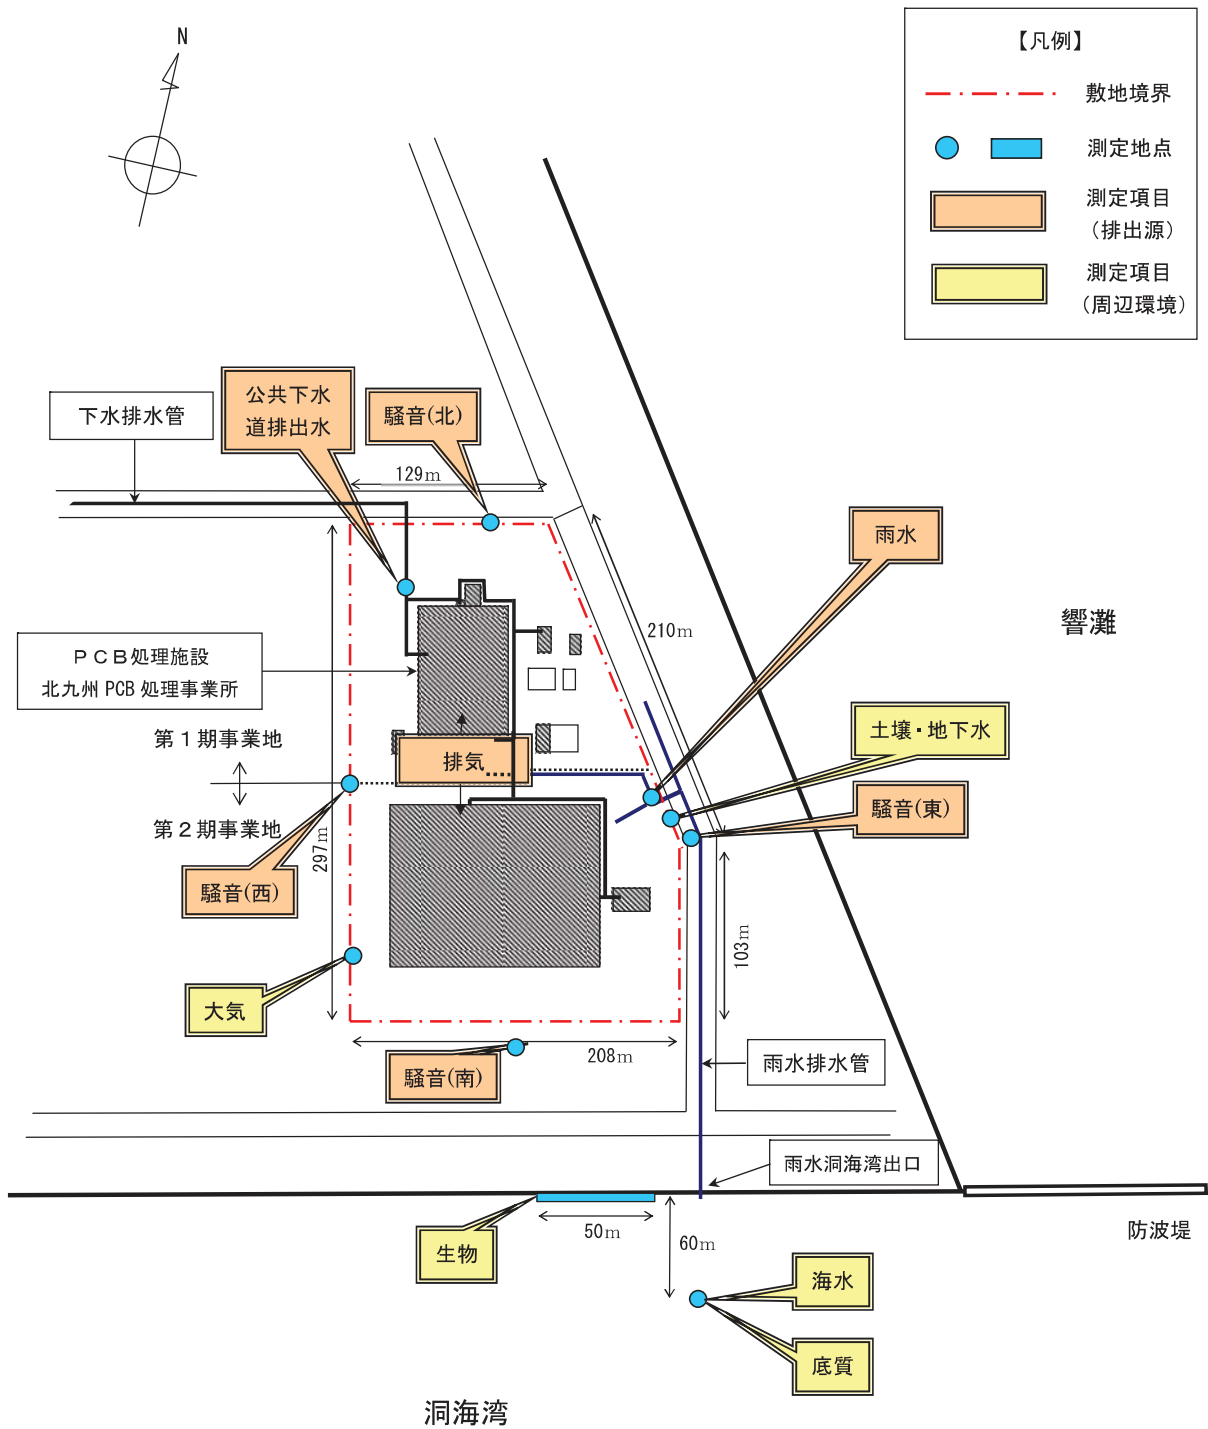 N
【凡例】
敷地境界
測定地点
測定項目
（排出源）
測定項目
（周辺環境）
公共下水
道排出水
騒音(北)
下水排水管
129m
雨水
響灘
210m
PCB処理施設
北九州 PCB 処理事業所
土壌・地下水
第1期事業地
排気
騒音(東)
第2期事業地
297m
騒音(西)
103m
大気
208m
雨水排水管
騒音(南)
雨水洞海湾出口
50m
60m
防波堤
生物
海水
底質
洞海湾